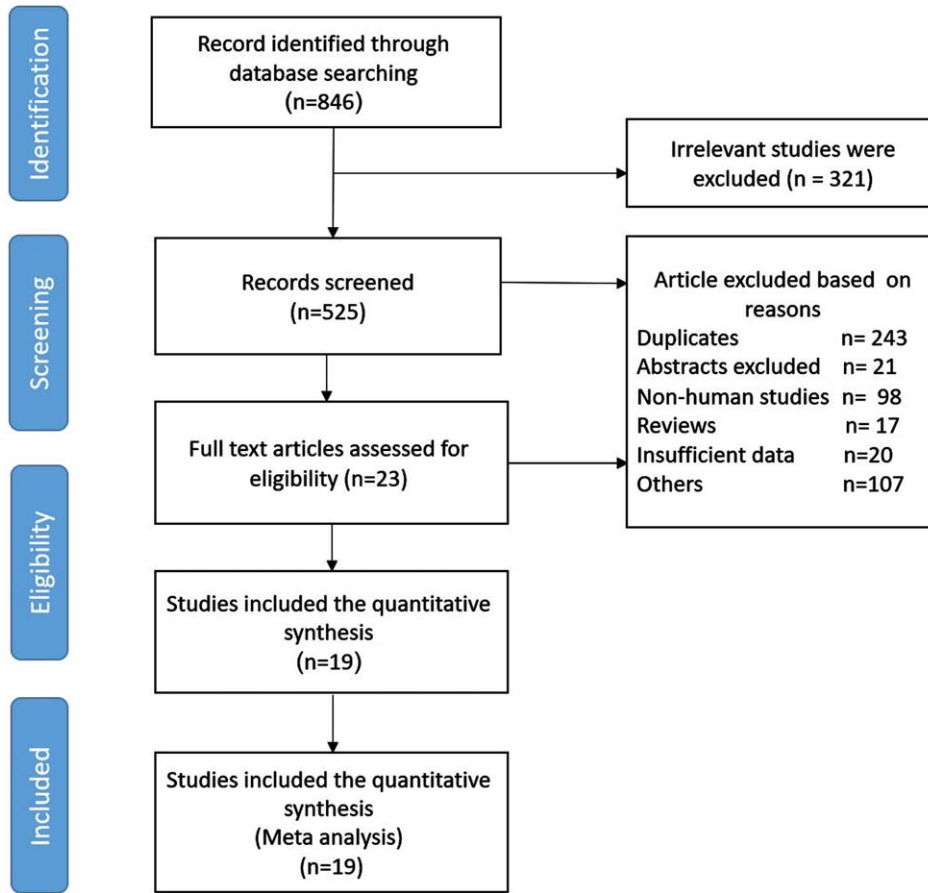 Identification
Record identified through
database searching
(n=846)
Irrelevant studies were
excluded (n = 321)
Screening
Records screened
(n=525)
Article excluded based on reasons
Duplicates n= 243
Abstracts excluded n= 21
Non-human studies n= 98
Reviews n= 17
Insufficient data n=20
Others n=107
Full text articles assessed for
eligibility (n=23)
Eligibility
Studies included the quantitative
synthesis
(n=19)
Included
Studies included the quantitative
synthesis
(Meta analysis)
(n=19)